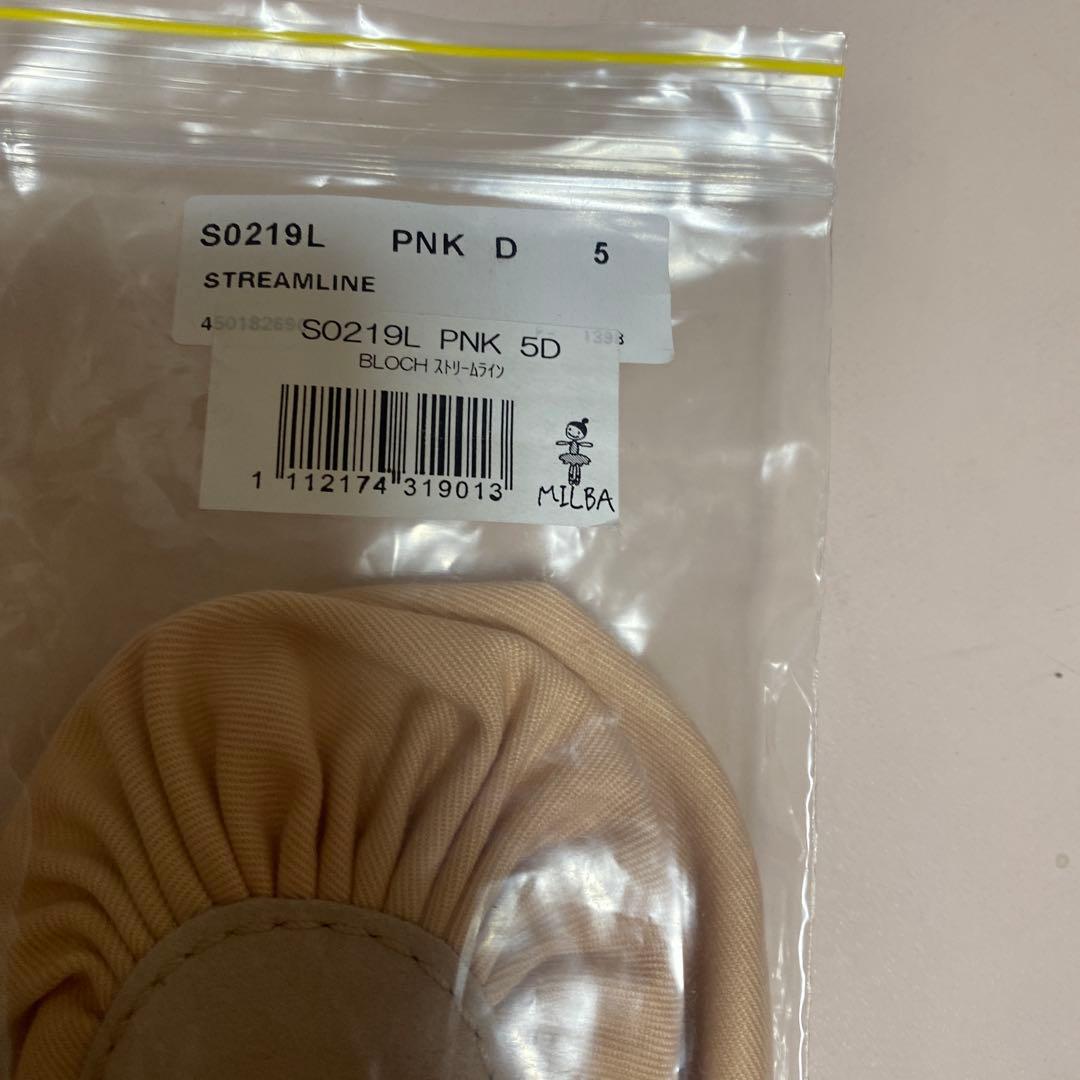 S0219L PNK D 5
STREAMLINE
S0219L PNK 5D
BLOCH ｽﾄﾘｰﾑﾗｲﾝ
1 112174 319013
MILBA